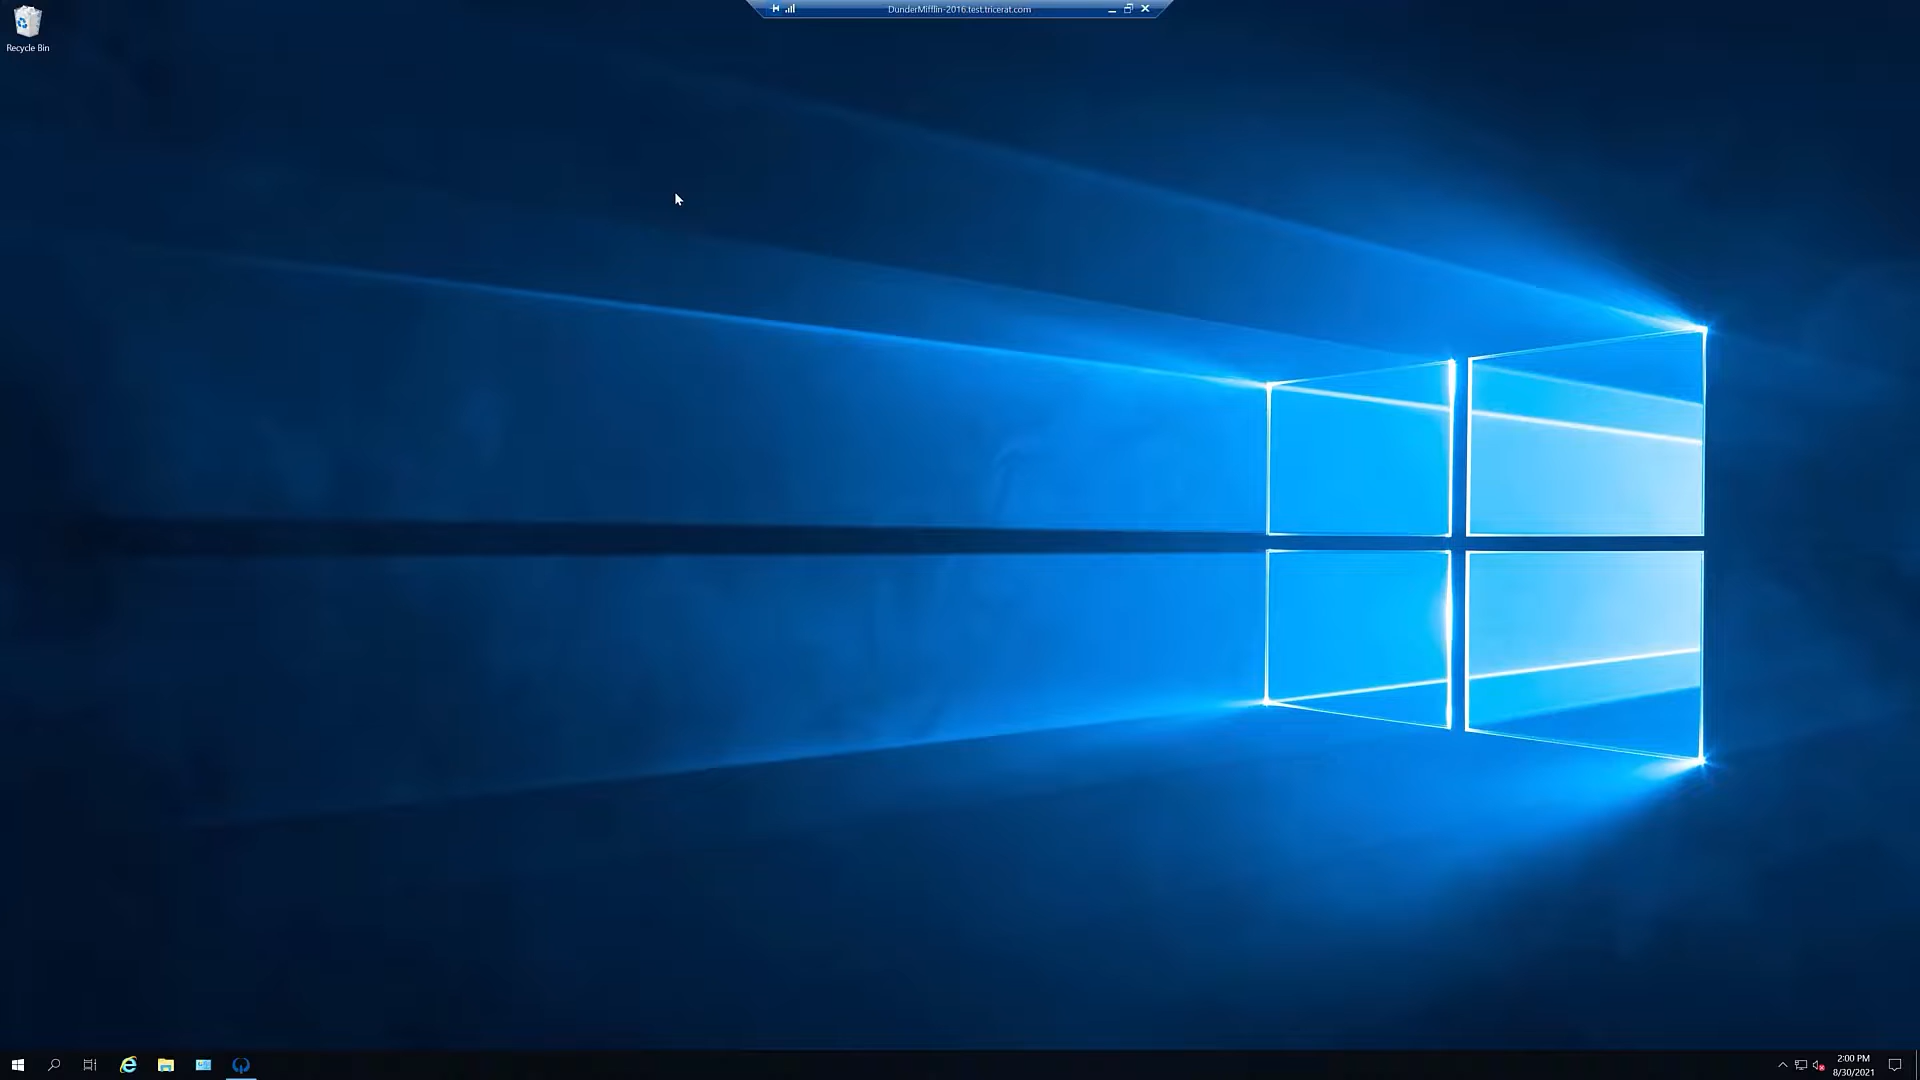 DunderMifflin-2016.test.tricerat.com
Recycle Bin
2:00 PM
8/30/2021